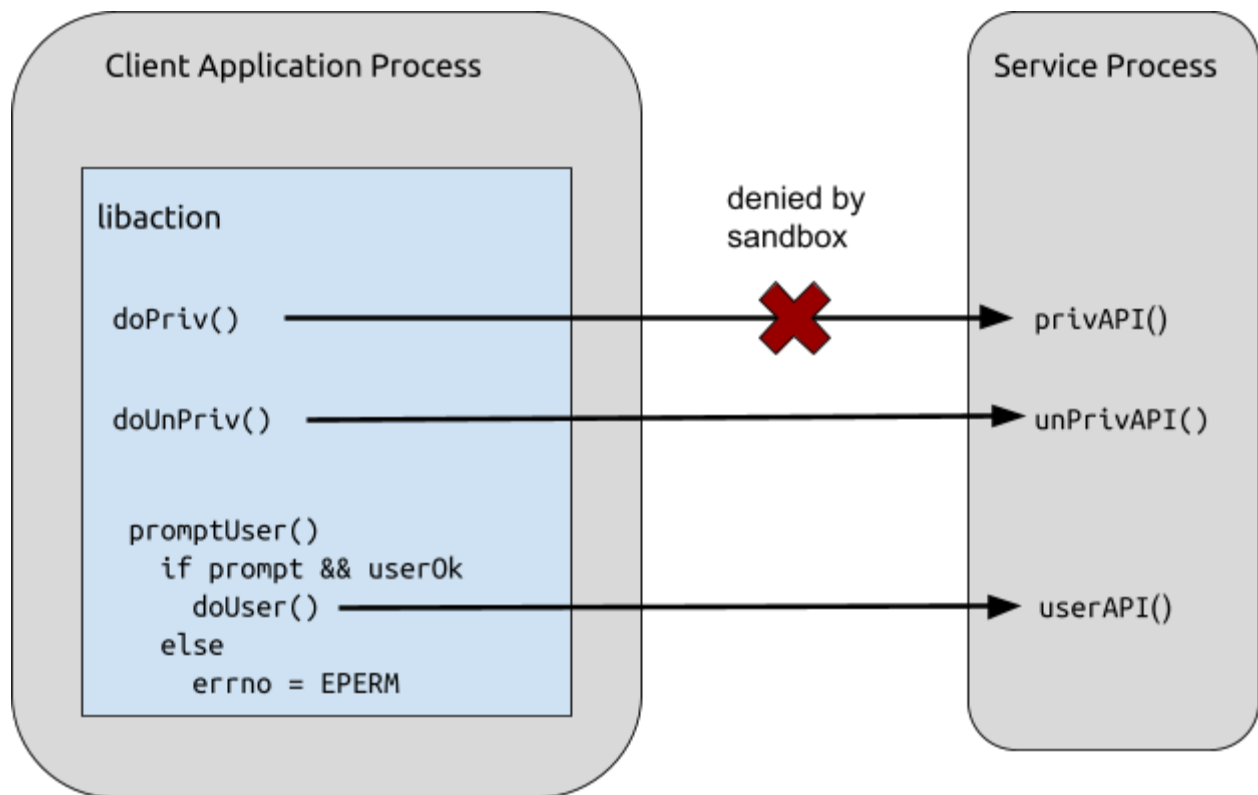 Client Application Process
Service Process
libaction
denied by
sandbox
doPriv()
privAPI()
doUnPriv()
unPrivAPI()
promptUser()
if prompt && userOk
doUser()
userAPI()
else
errno = EPERM